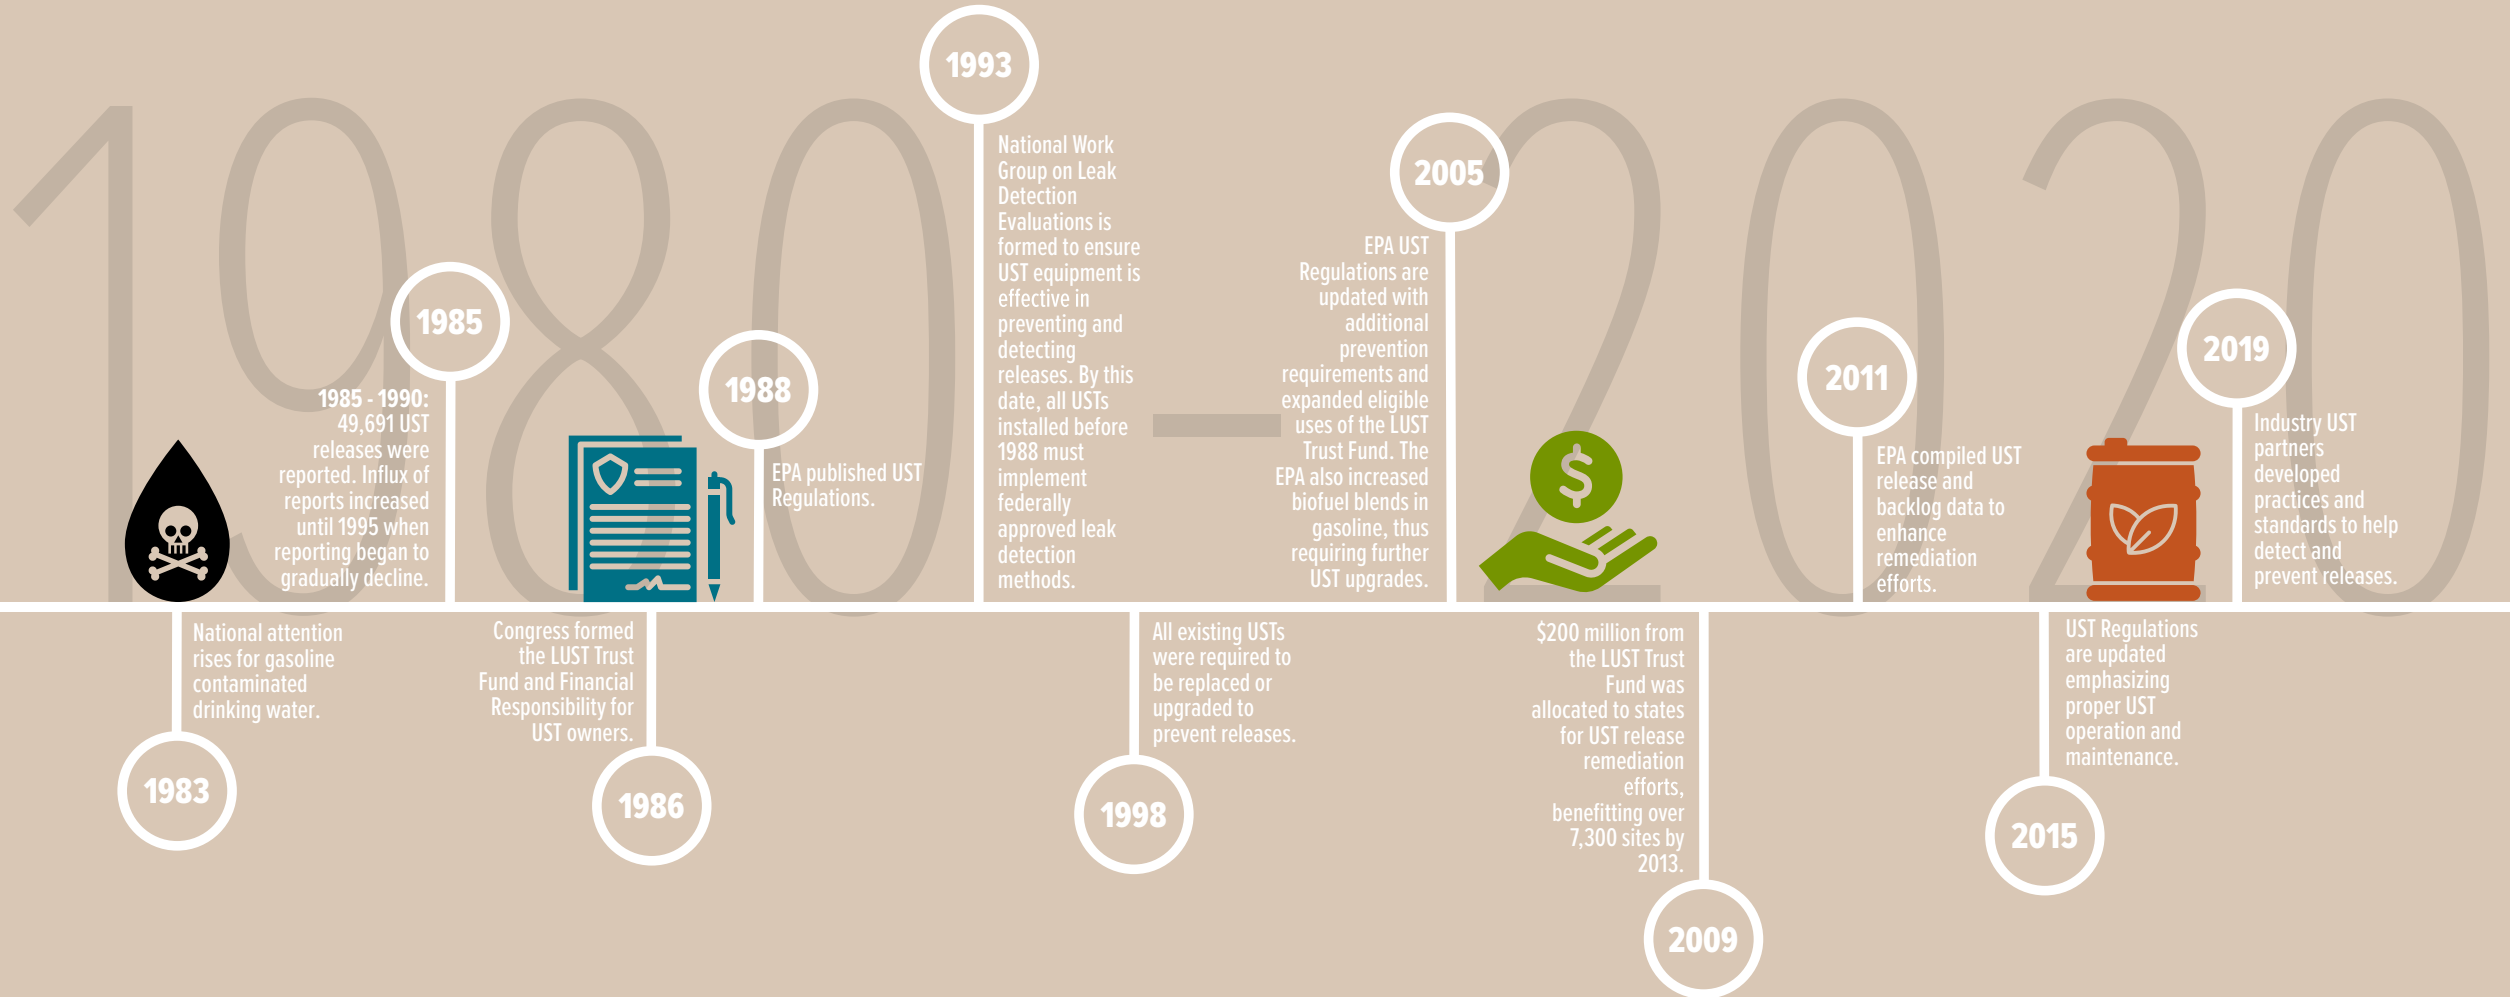 1980 - 2020
1983
National attention
rises for gasoline
contaminated
drinking water.
1985
1985 - 1990:
49,691 UST
releases were
reported. Influx of
reports increased
until 1995 when
reporting began to
gradually decline.
Congress formed
the LUST Trust
Fund and Financial
Responsibility for
UST owners.
1986
1988
EPA published UST
Regulations.
1993
National Work
Group on Leak
Detection
Evaluations is
formed to ensure
UST equipment is
effective in
preventing and
detecting
releases. By this
date, all USTs
installed before
1988 must
implement
federally
approved leak
detection
methods.
All existing USTs
were required to
be replaced or
upgraded to
prevent releases.
1998
2005
EPA UST
Regulations are
updated with
additional
prevention
requirements and
expanded eligible
uses of the LUST
Trust Fund. The
EPA also increased
biofuel blends in
gasoline, thus
requiring further
UST upgrades.
$
$200 million from
the LUST Trust
Fund was
allocated to states
for UST release
remediation
efforts,
benefitting over
7,300 sites by
2013.
2009
2011
EPA compiled UST
release and
backlog data to
enhance
remediation
efforts.
UST Regulations
are updated
emphasizing
proper UST
operation and
maintenance.
2015
2019
Industry UST
partners
developed
practices and
standards to help
detect and
prevent releases.